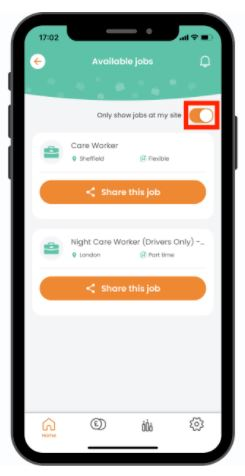 17:02
Available jobs
Only show jobs at my site
Care Worker
Sheffield Flexible
Share this job
Night Care Worker (Drivers Only) -...
London Part time
Share this job
Home